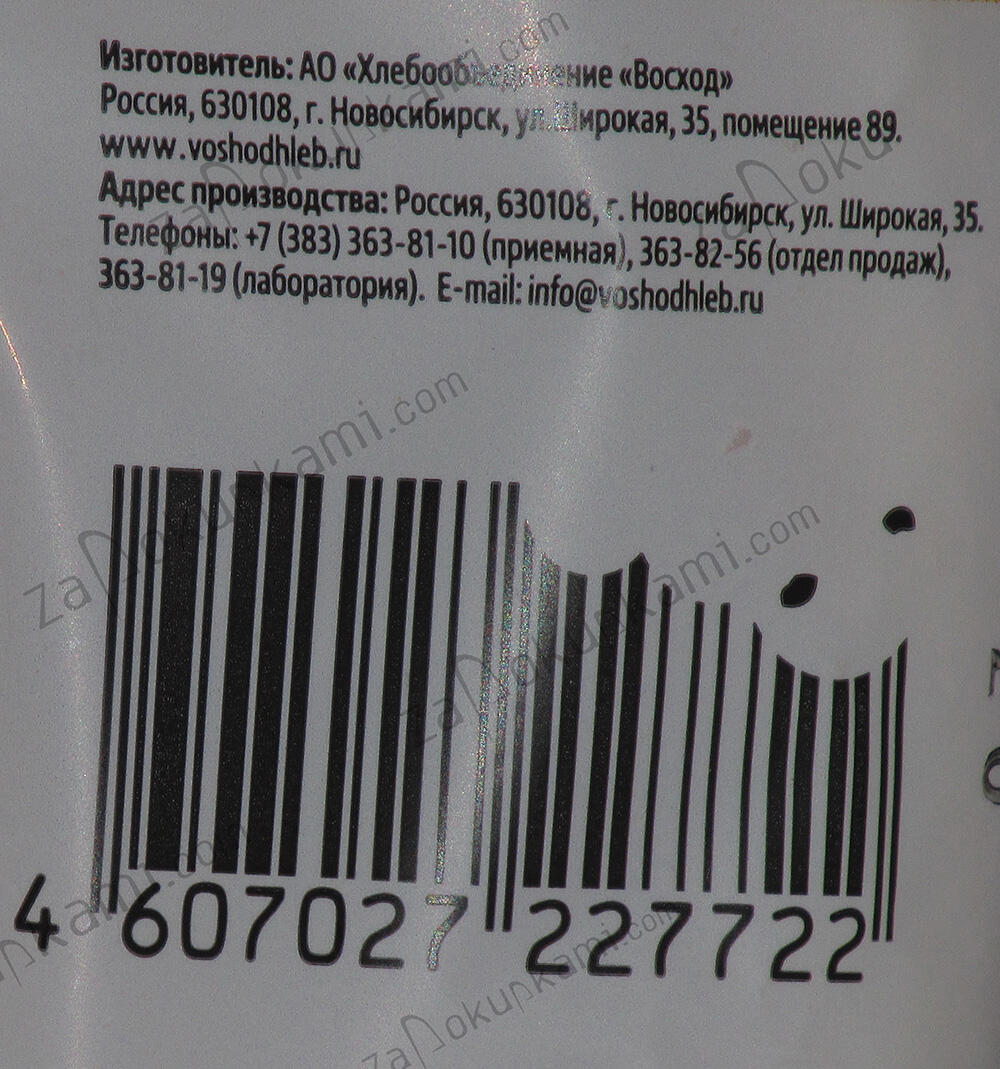 Изготовитель: АО «Хлебообъединение «Восход»
Россия, 630108, г. Новосибирск, ул. Широкая, 35, помещение 89.
www.voshodhleb.ru
Адрес производства: Россия, 630108, г. Новосибирск, ул. Широкая, 35.
Телефоны: +7 (383) 363-81-10 (приемная), 363-82-56 (отдел продаж),
363-81-19 (лаборатория). E-mail: info@voshodhleb.ru
zaПokuпkami.com
4 607027 227722